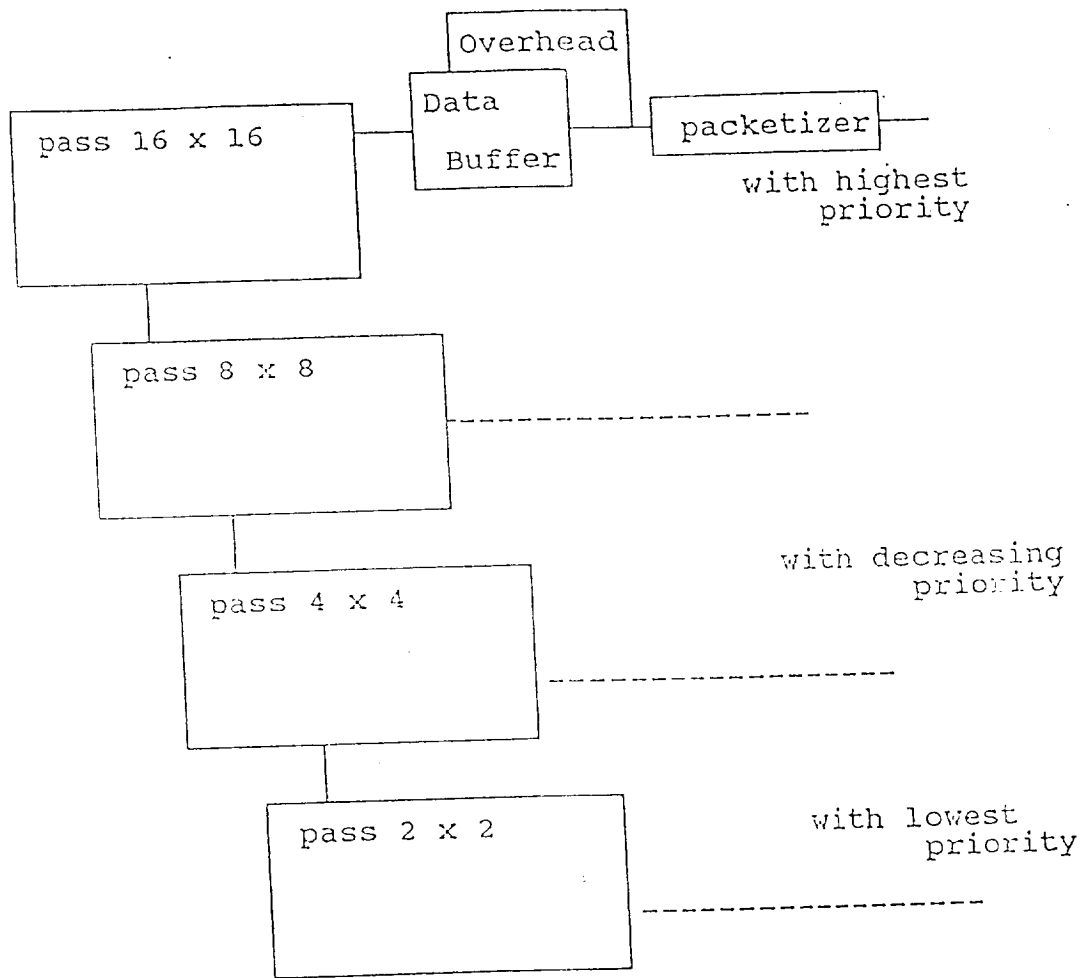 Overhead
Data
Buffer
pass 16 x 16
packetizer
with highest
priority
pass 8 x 8
with decreasing
priority
pass 4 x 4
with lowest
priority
pass 2 x 2